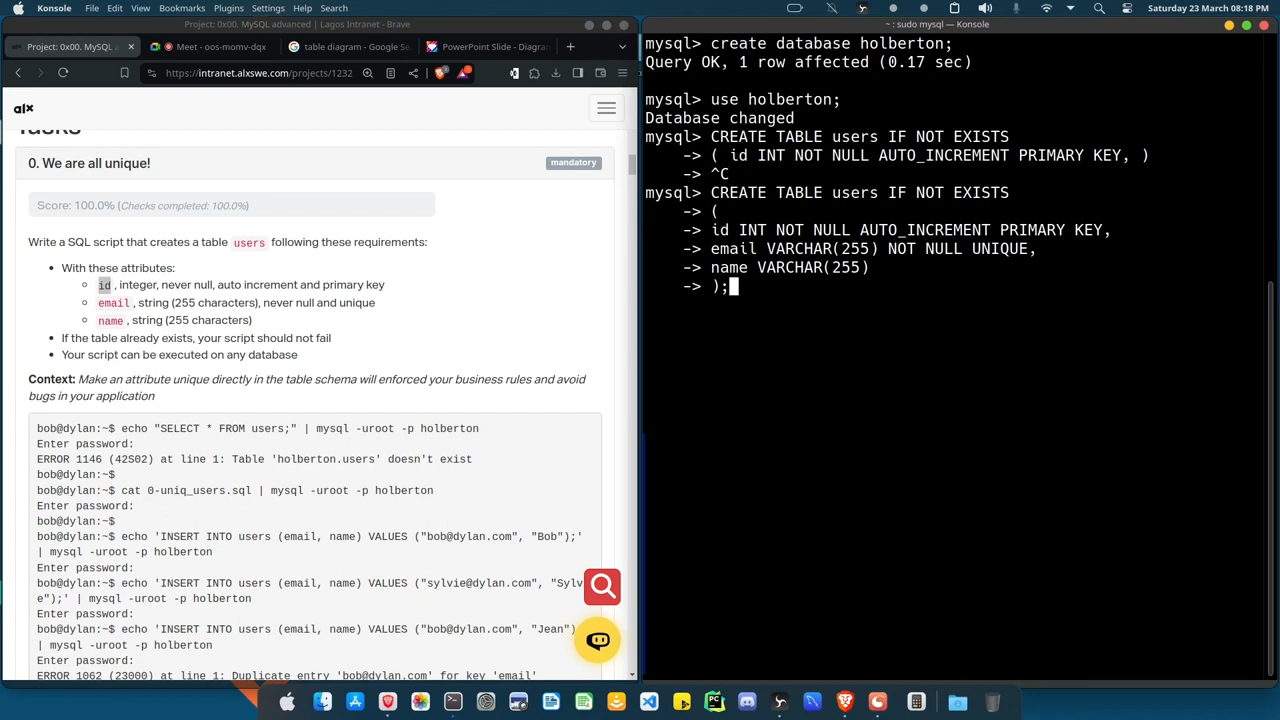 Konsole File Edit View Bookmarks Plugins Settings Help Search
Saturday 23 March 08:18 PM
Project: 0x00. MySQL advanced | Lagos Intranet - Brave
Project: 0x00. MySQL a
Meet - oos-momv-dqx
table diagram - Google Se
PowerPoint Slide - Diagra
https://intranet.alxswe.com/projects/1232
alx
Tasks
0. We are all unique!
mandatory
Score: 100.0% (Checks completed: 100.0%)
Write a SQL script that creates a table users following these requirements:
With these attributes:
id, integer, never null, auto increment and primary key
email, string (255 characters), never null and unique
name, string (255 characters)
If the table already exists, your script should not fail
Your script can be executed on any database
Context: Make an attribute unique directly in the table schema will enforced your business rules and avoid
bugs in your application
bob@dylan:~$ echo "SELECT * FROM users;" | mysql -uroot -p holberton
Enter password:
ERROR 1146 (42S02) at line 1: Table 'holberton.users' doesn't exist
bob@dylan:~$
bob@dylan:~$ cat 0-uniq_users.sql | mysql -uroot -p holberton
Enter password:
bob@dylan:~$
bob@dylan:~$ echo 'INSERT INTO users (email, name) VALUES ("bob@dylan.com", "Bob");'
| mysql -uroot -p holberton
Enter password:
bob@dylan:~$ echo 'INSERT INTO users (email, name) VALUES ("sylvie@dylan.com", "Sylv
e");' | mysql -uroot -p holberton
Enter password:
bob@dylan:~$ echo 'INSERT INTO users (email, name) VALUES ("bob@dylan.com", "Jean")
| mysql -uroot -p holberton
Enter password:
ERROR 1062 (23000) at line 1: Duplicate entry 'bob@dylan.com' for key 'email'
~ : sudo mysql — Konsole
mysql> create database holberton;
Query OK, 1 row affected (0.17 sec)
mysql> use holberton;
Database changed
mysql> CREATE TABLE users IF NOT EXISTS
-> ( id INT NOT NULL AUTO_INCREMENT PRIMARY KEY, )
-> ^C
mysql> CREATE TABLE users IF NOT EXISTS
-> (
-> id INT NOT NULL AUTO_INCREMENT PRIMARY KEY,
-> email VARCHAR(255) NOT NULL UNIQUE,
-> name VARCHAR(255)
-> );